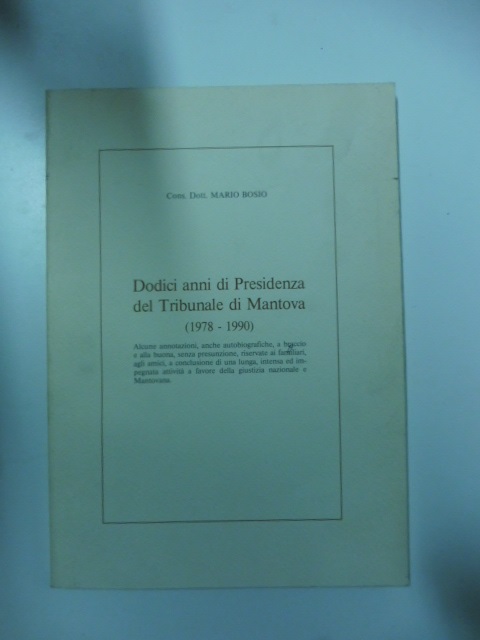 Cons. Dott. MARIO BOSIO
Dodici anni di Presidenza
del Tribunale di Mantova
(1978 - 1990)
Alcune annotazioni, anche autobiografiche, a braccio
e alla buona, senza presunzione, riservate ai familiari,
agli amici, a conclusione di una lunga, intensa ed im-
pegnata attività a favore della giustizia nazionale e
Mantovana.